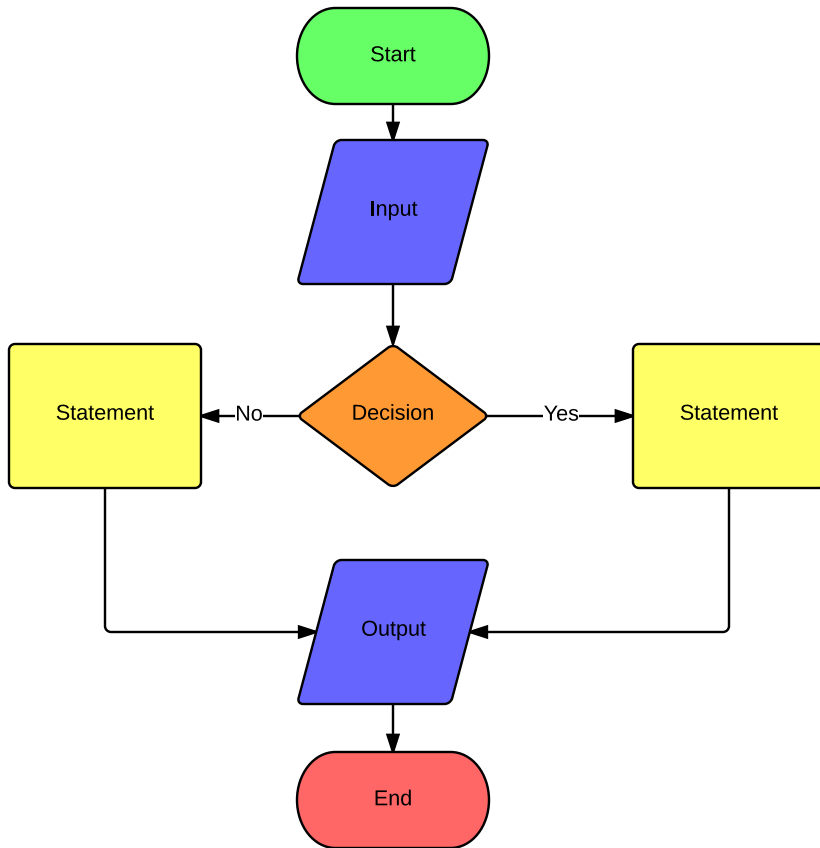 Start
Input
Statement
No
Decision
Yes
Statement
Output
End